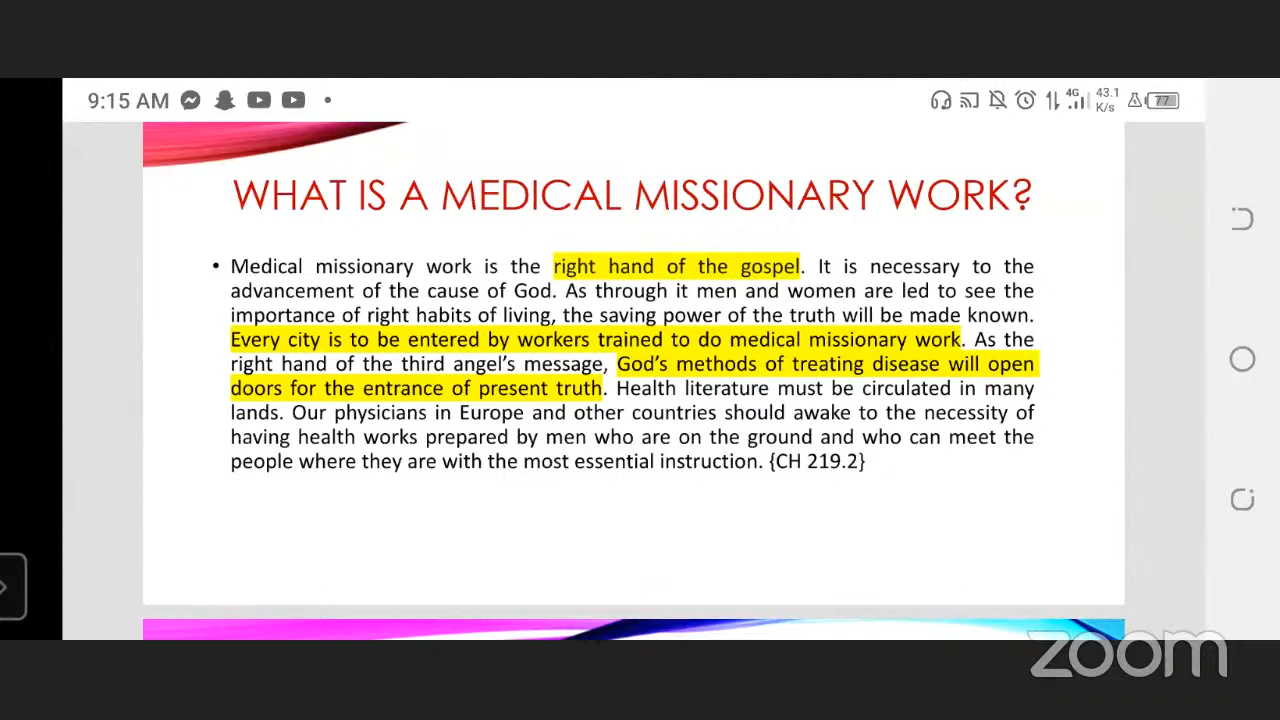 9:15 AM
4G 43.1 K/s 77
WHAT IS A MEDICAL MISSIONARY WORK?
• Medical missionary work is the right hand of the gospel. It is necessary to the
advancement of the cause of God. As through it men and women are led to see the
importance of right habits of living, the saving power of the truth will be made known.
Every city is to be entered by workers trained to do medical missionary work. As the
right hand of the third angel's message, God's methods of treating disease will open
doors for the entrance of present truth. Health literature must be circulated in many
lands. Our physicians in Europe and other countries should awake to the necessity of
having health works prepared by men who are on the ground and who can meet the
people where they are with the most essential instruction. {CH 219.2}
zoom